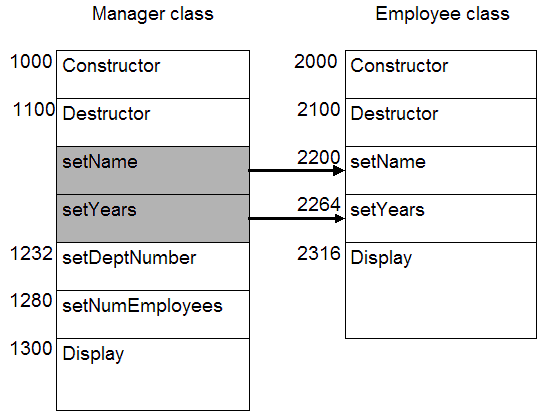 Manager class
1000 Constructor
1100 Destructor
setName
setYears
1232 setDeptNumber
1280 setNumEmployees
1300 Display
Employee class
2000 Constructor
2100 Destructor
2200 setName
2264 setYears
2316 Display